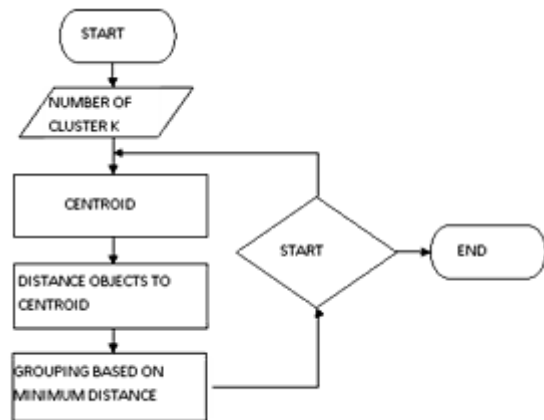 START
NUMBER OF
CLUSTER K
CENTROID
DISTANCE OBJECTS TO
CENTROID
GROUPING BASED ON
MINIMUM DISTANCE
START
END